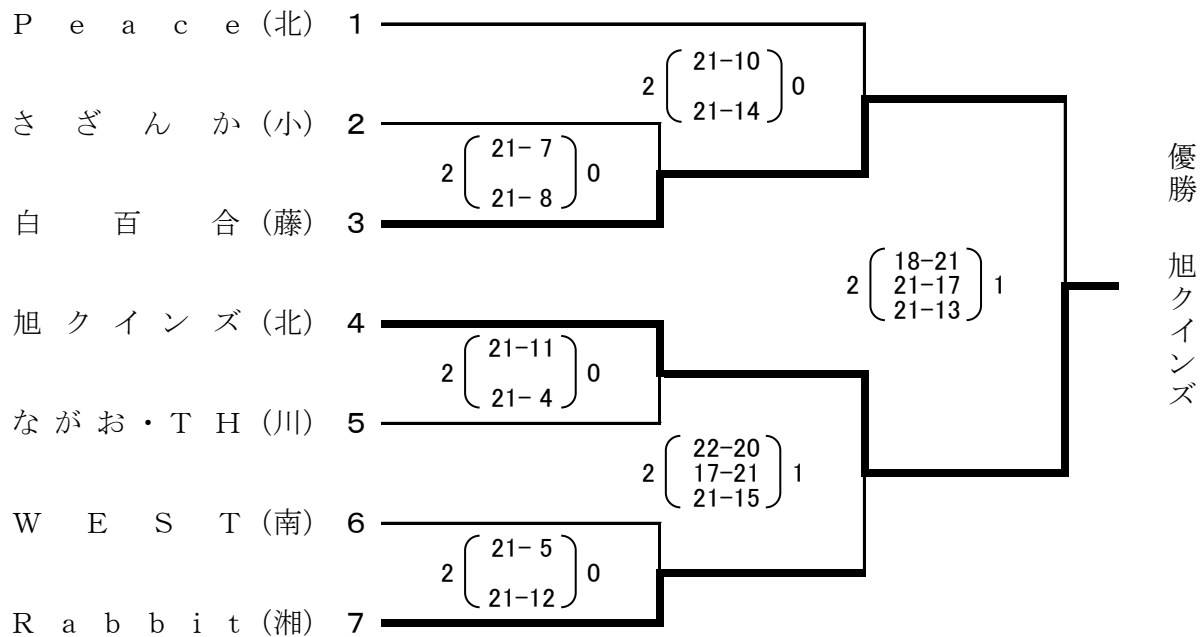 Peace (北) 1
2 21-10 0
21-14
さざんか (小) 2
2 21- 7 0
21- 8
白百合 (藤) 3
2 18-21 1
21-17
21-13
優勝 旭クインズ
旭クインズ (北) 4
2 21-11 0
21- 4
ながお・TH (川) 5
2 22-20 1
17-21
21-15
WEST (南) 6
2 21- 5 0
21-12
Rabbit (湘) 7